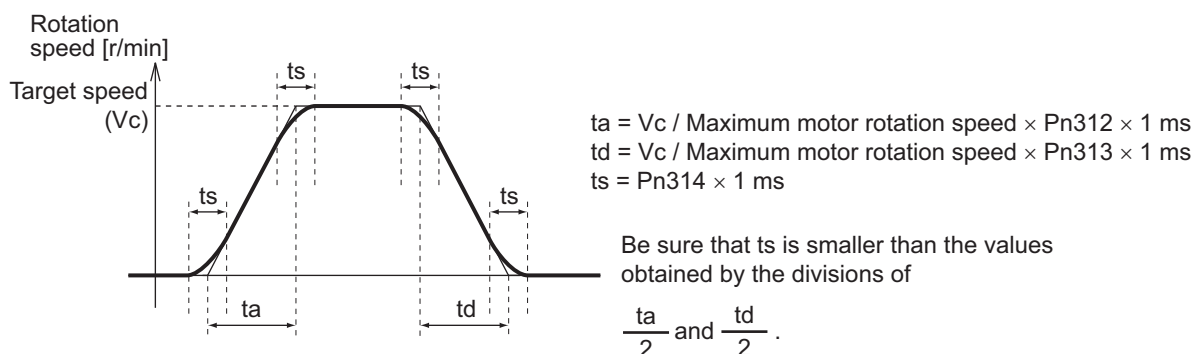 Rotation
speed [r/min]
Target speed
(Vc)
ts
ts
ts
ts
ta
td
ta = Vc / Maximum motor rotation speed × Pn312 × 1 ms
td = Vc / Maximum motor rotation speed × Pn313 × 1 ms
ts = Pn314 × 1 ms
Be sure that ts is smaller than the values
obtained by the divisions of
ta/2 and td/2 .